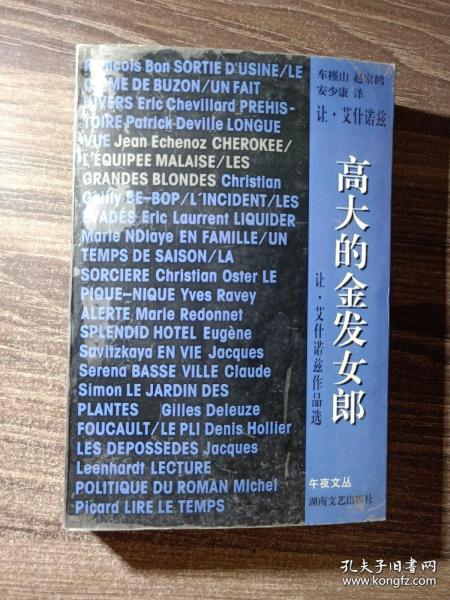 François Bon SORTIE D'USINE/LE
CRIME DE BUZON/UN FAIT
DIVERS Eric Chevillard PREHIS-
TOIRE Patrick Deville LONGUE
VUE Jean Echenoz CHEROKEE/
L'EQUIPEE MALAISE/LES
GRANDES BLONDES Christian
Gailly BE-BOP/L'INCIDENT/LES
EVADÉS Eric Laurrent LIQUIDER
Marie NDiaye EN FAMILLE/UN
TEMPS DE SAISON/LA
SORCIERE Christian Oster LE
PIQUE-NIQUE Yves Ravey
ALERTE Marie Redonnet
SPLENDID HOTEL Eugène
Savitzkaya EN VIE Jacques
Serena BASSE VILLE Claude
Simon LE JARDIN DES
PLANTES Gilles Deleuze
FOUCAULT/LE PLI Denis Hollier
LES DEPOSSEDES Jacques
Leenhardt LECTURE
POLITIQUE DU ROMAN Michel
Picard LIRE LE TEMPS
车槿山 赵家鹤
安少康 译
让·艾什诺兹
高大的金发女郎
让·艾什诺兹作品选
午夜文丛
湖南文艺出版社
孔夫子旧书网
www.kongfz.com